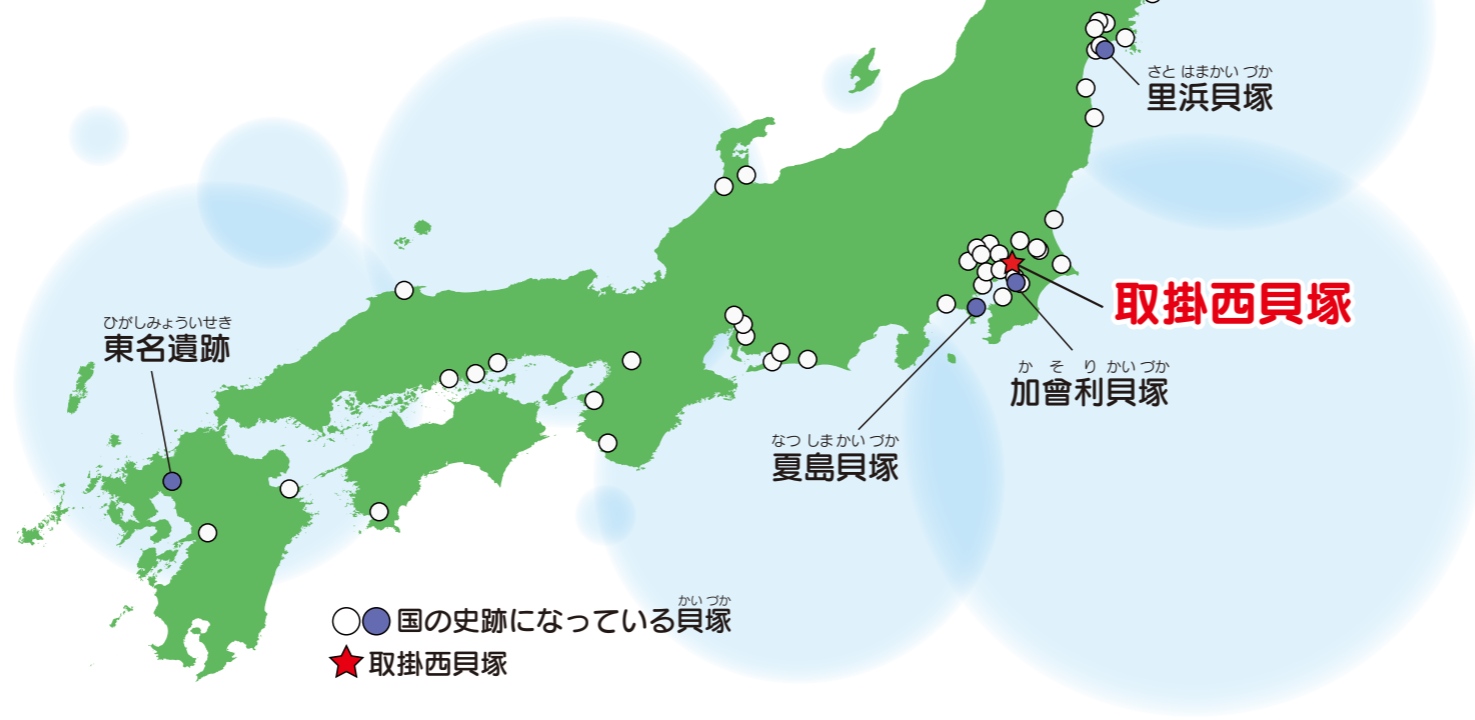 さと はまかい づか
里浜貝塚
取掛西貝塚
ひがしみょういせき
東名遺跡
か そ り かい づか
加曾利貝塚
なつ しまかい づか
夏島貝塚
かい づか
国の史跡になっている貝塚
取掛西貝塚